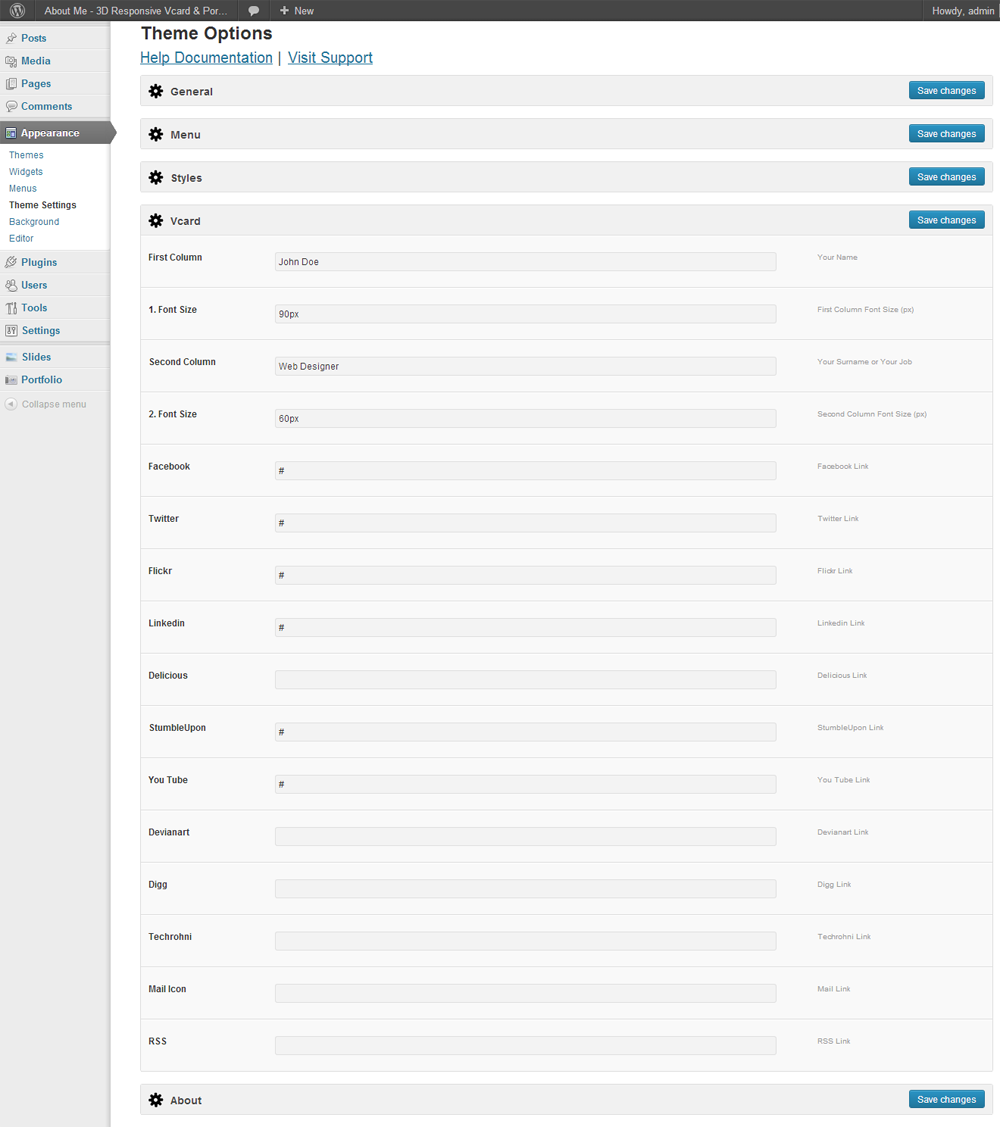 About Me - 3D Responsive Vcard & Por... New Howdy, admin
Posts
Media
Pages
Comments
Appearance
Themes
Widgets
Menus
Theme Settings
Background
Editor
Plugins
Users
Tools
Settings
Slides
Portfolio
Collapse menu
Theme Options
Help Documentation | Visit Support
General Save changes
Menu Save changes
Styles Save changes
Vcard Save changes
First Column John Doe Your Name
1. Font Size 90px First Column Font Size (px)
Second Column Web Designer Your Surname or Your Job
2. Font Size 60px Second Column Font Size (px)
Facebook # Facebook Link
Twitter # Twitter Link
Flickr # Flickr Link
Linkedin # Linkedin Link
Delicious Delicious Link
StumbleUpon # StumbleUpon Link
You Tube # You Tube Link
Devianart Devianart Link
Digg Digg Link
Techrohni Techrohni Link
Mail Icon Mail Link
RSS RSS Link
About Save changes